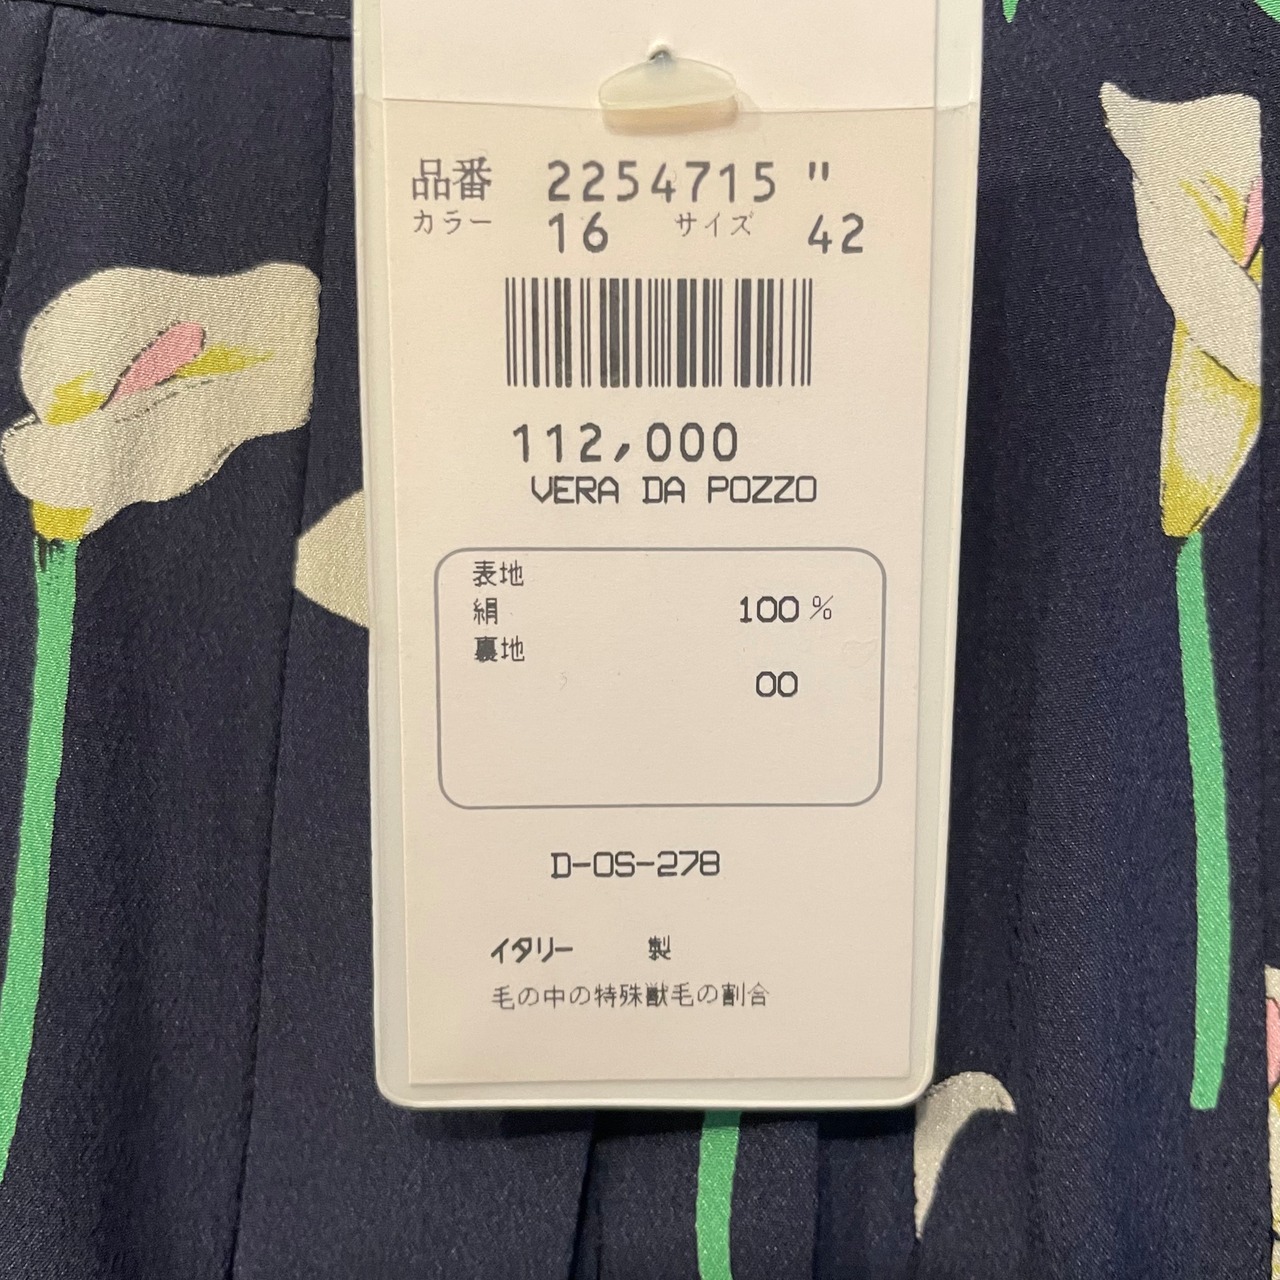 品番 2254715 "
カラー 16 サイズ 42
112,000
VERA DA POZZO
表地
絹 100%
裏地
00
D-OS-278
イタリー 製
毛の中の特殊獣毛の割合